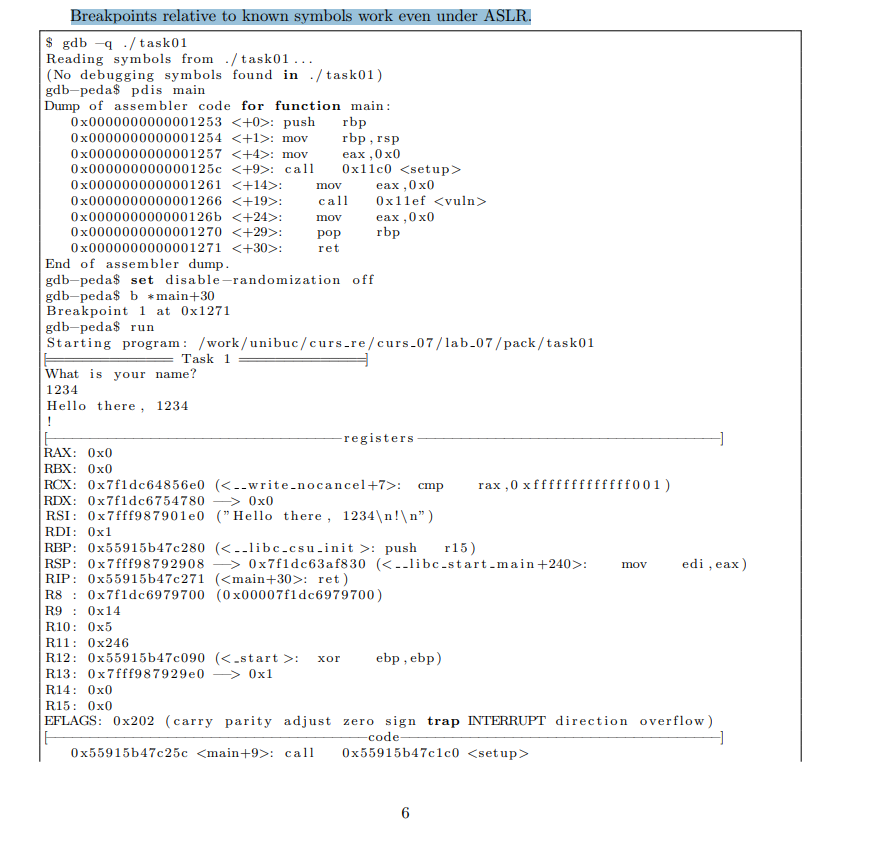 Breakpoints relative to known symbols work even under ASLR.
$ gdb -q ./task01
Reading symbols from ./task01...
(No debugging symbols found in ./task01)
gdb-peda$ pdis main
Dump of assembler code for function main:
0x0000000000001253 <+0>: push rbp
0x0000000000001254 <+1>: mov rbp,rsp
0x0000000000001257 <+4>: mov eax,0x0
0x000000000000125c <+9>: call 0x11c0 <setup>
0x0000000000001261 <+14>: mov eax,0x0
0x0000000000001266 <+19>: call 0x11ef <vuln>
0x000000000000126b <+24>: mov eax,0x0
0x0000000000001270 <+29>: pop rbp
0x0000000000001271 <+30>: ret
End of assembler dump.
gdb-peda$ set disable-randomization off
gdb-peda$ b *main+30
Breakpoint 1 at 0x1271
gdb-peda$ run
Starting program: /work/unibuc/curs_re/curs_07/lab_07/pack/task01
[================ Task 1 ================]
What is your name?
1234
Hello there, 1234
!
[----------------------------------registers-----------------------------------]
RAX: 0x0
RBX: 0x0
RCX: 0x7f1dc64856e0 (<__write_nocancel+7>: cmp rax,0xfffffffffffff001)
RDX: 0x7f1dc6754780 --> 0x0
RSI: 0x7fff987901e0 ("Hello there, 1234\n!\n")
RDI: 0x1
RBP: 0x55915b47c280 (<__libc_csu_init>: push r15)
RSP: 0x7fff98792908 --> 0x7f1dc63af830 (<__libc_start_main+240>: mov edi,eax)
RIP: 0x55915b47c271 (<main+30>: ret)
R8 : 0x7f1dc6979700 (0x00007f1dc6979700)
R9 : 0x14
R10: 0x5
R11: 0x246
R12: 0x55915b47c090 (<_start>: xor ebp,ebp)
R13: 0x7fff987929e0 --> 0x1
R14: 0x0
R15: 0x0
EFLAGS: 0x202 (carry parity adjust zero sign trap INTERRUPT direction overflow)
[-------------------------------------code-------------------------------------]
0x55915b47c25c <main+9>: call 0x55915b47c1c0 <setup>
6